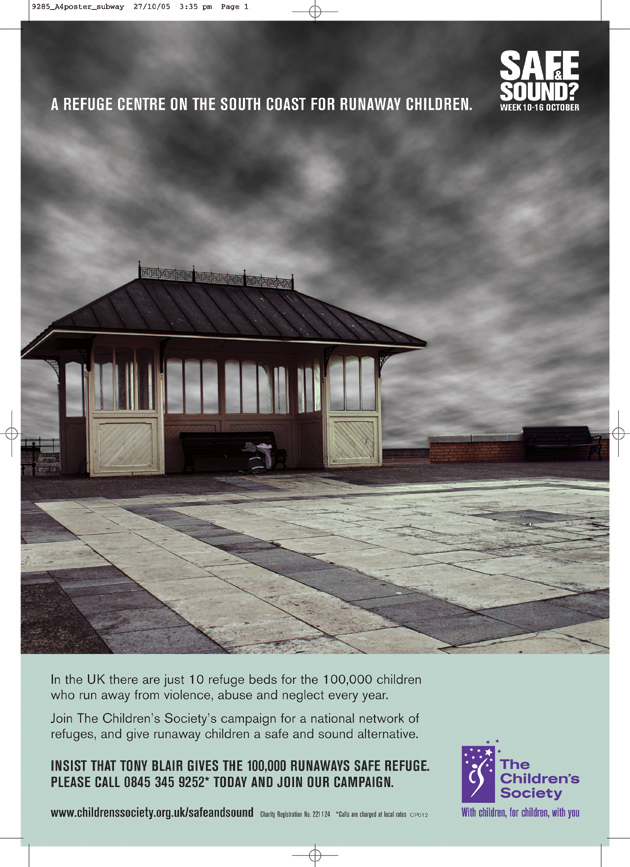 9285_A4poster_subway 27/10/05 3:35 pm Page 1
SAFE
&
SOUND?
WEEK 10-16 OCTOBER
A REFUGE CENTRE ON THE SOUTH COAST FOR RUNAWAY CHILDREN.
In the UK there are just 10 refuge beds for the 100,000 children
who run away from violence, abuse and neglect every year.
Join The Children's Society's campaign for a national network of
refuges, and give runaway children a safe and sound alternative.
INSIST THAT TONY BLAIR GIVES THE 100,000 RUNAWAYS SAFE REFUGE.
PLEASE CALL 0845 345 9252* TODAY AND JOIN OUR CAMPAIGN.
www.childrenssociety.org.uk/safeandsound Charity Registration No. 221124 *Calls are charged at local rates CP012
The
Children's
Society
With children, for children, with you